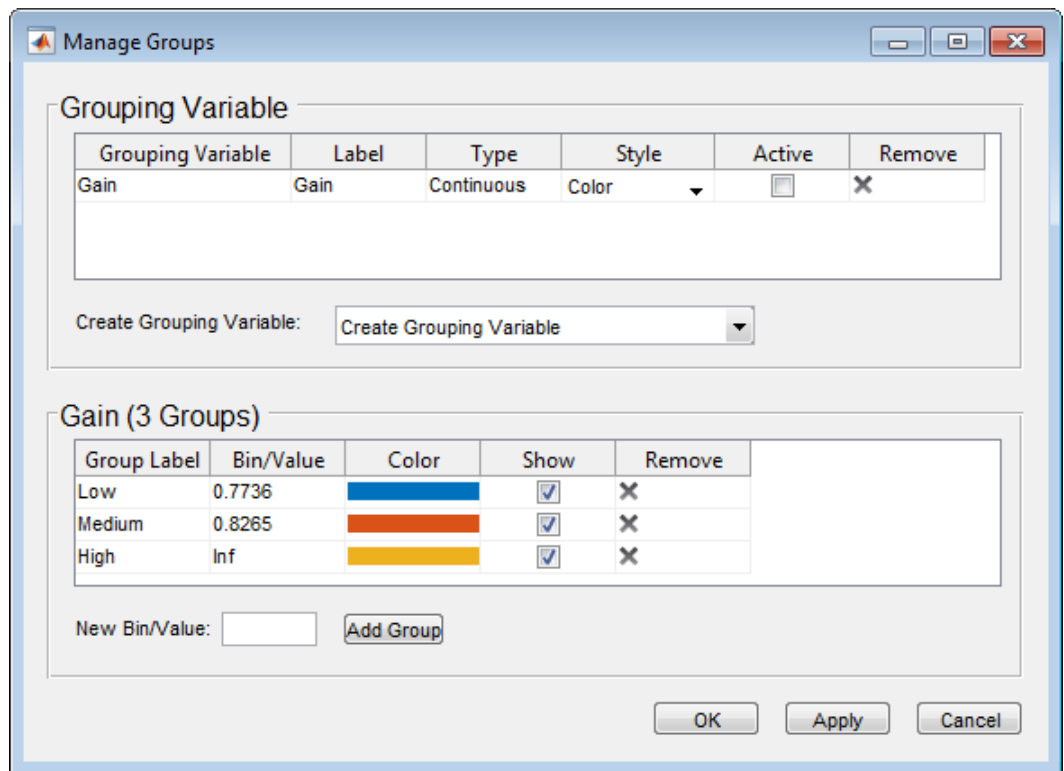 Manage Groups
Grouping Variable
Grouping Variable Label Type Style Active Remove
Gain Gain Continuous Color
Create Grouping Variable: Create Grouping Variable
Gain (3 Groups)
Group Label Bin/Value Color Show Remove
Low 0.7736
Medium 0.8265
High Inf
New Bin/Value: Add Group
OK Apply Cancel